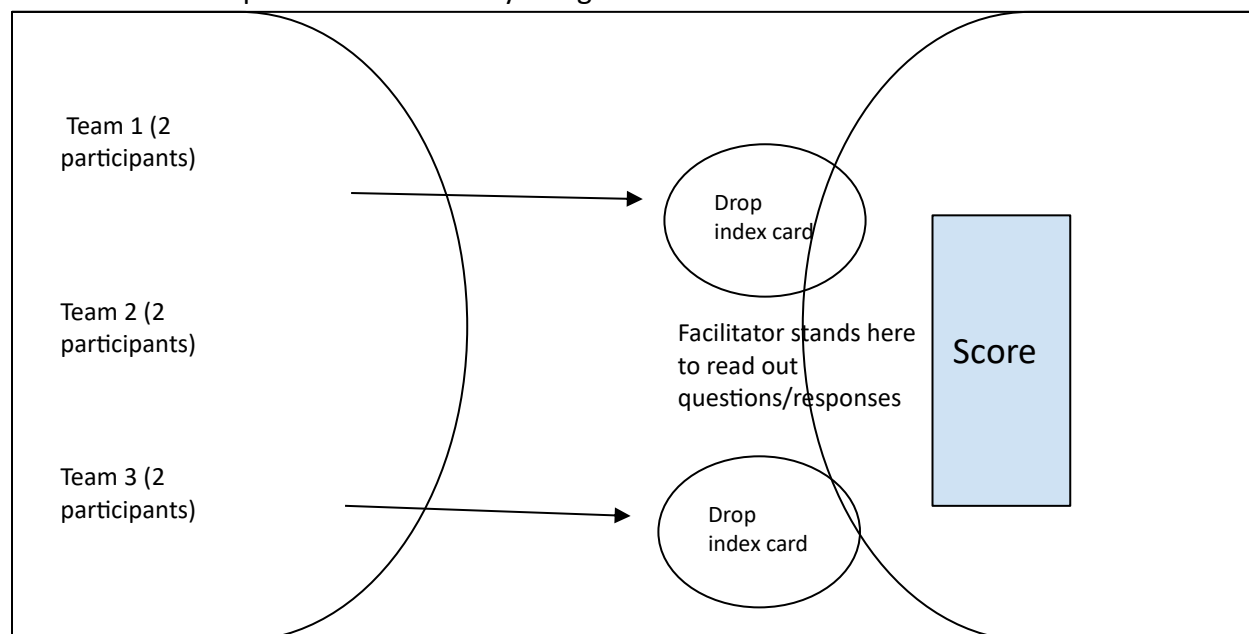 Team 1 (2
participants)
Drop
index card
Team 2 (2
participants)
Facilitator stands here
to read out
questions/responses
Score
Team 3 (2
participants)
Drop
index card